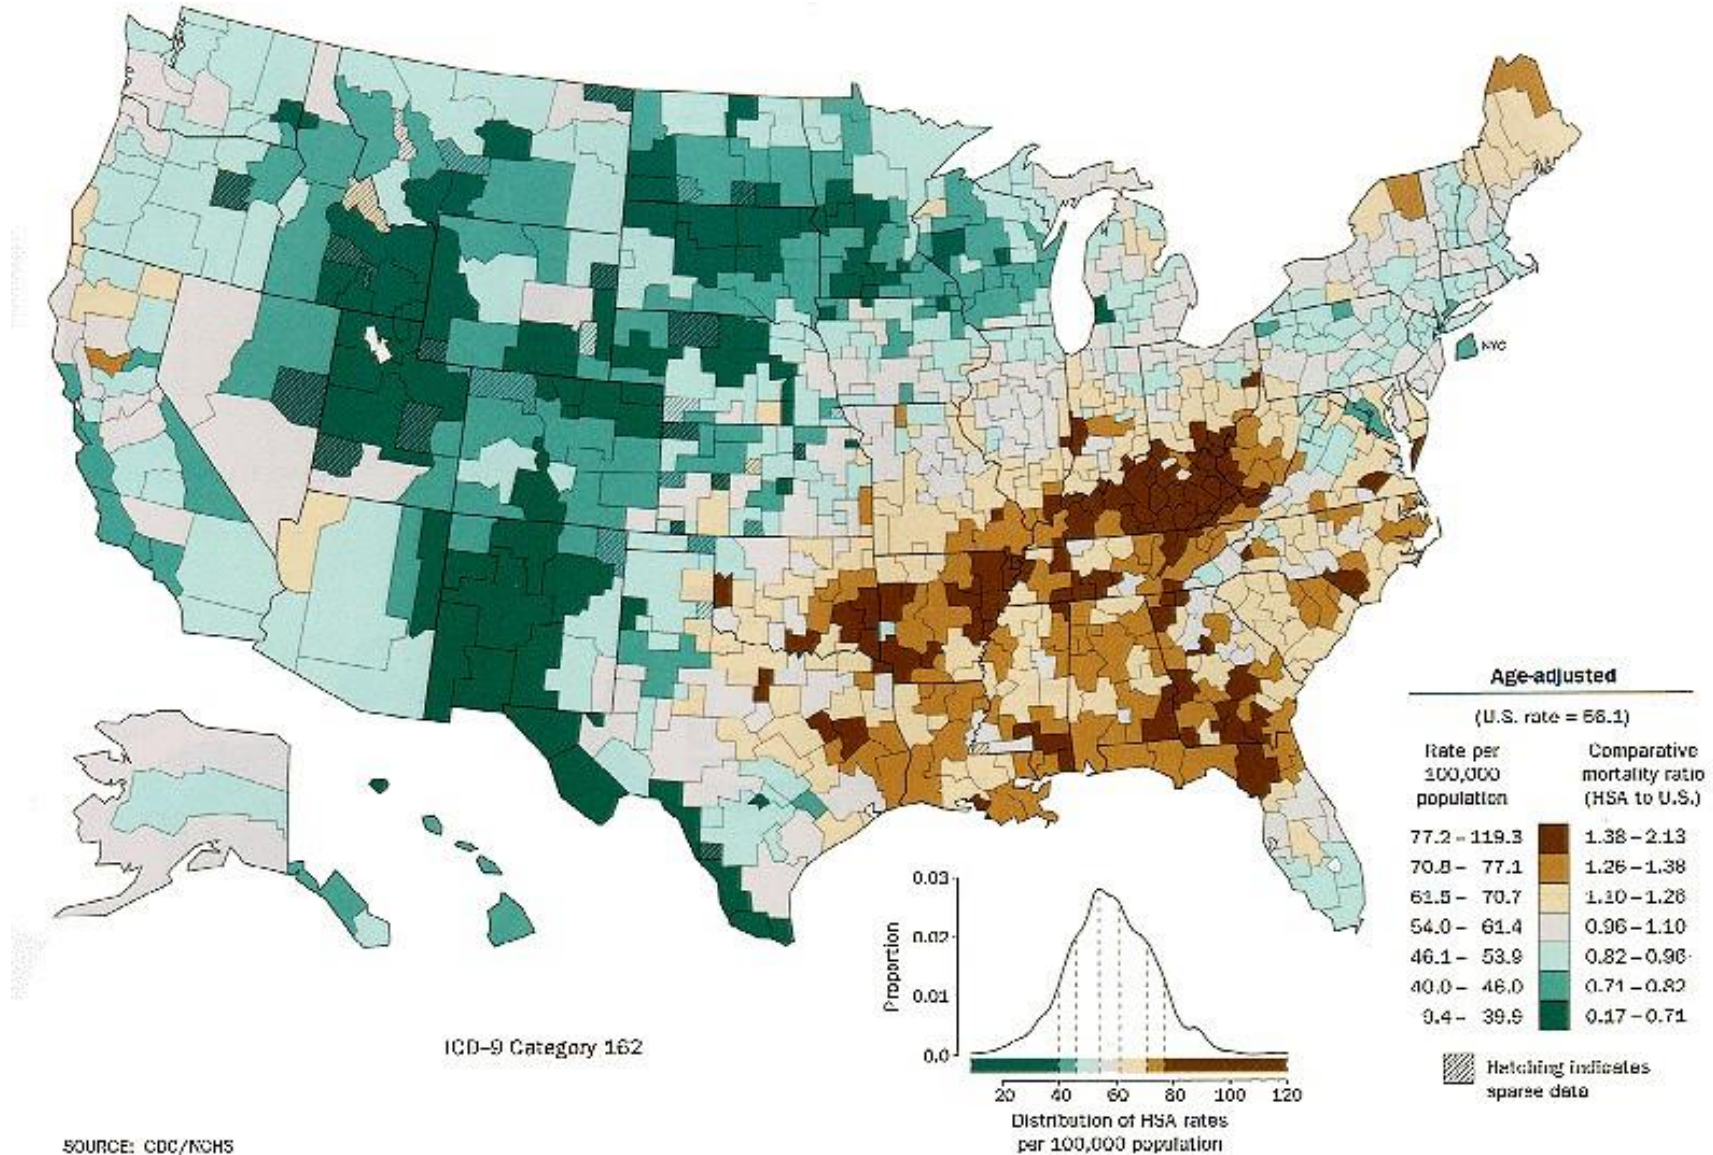 NYC
Age-adjusted
(U.S. rate = 56.1)
Rate per
100,000
population
Comparative
mortality ratio
(HSA to U.S.)
77.2 – 119.3 1.38 – 2.13
70.8 – 77.1 1.26 – 1.38
61.5 – 70.7 1.10 – 1.26
54.0 – 61.4 0.96 – 1.10
46.1 – 53.9 0.82 – 0.96
40.0 – 46.0 0.71 – 0.82
9.4 – 39.9 0.17 – 0.71
Hatching indicates
sparse data
0.03
0.02
0.01
0.0
Proportion
20 40 60 80 100 120
Distribution of HSA rates
per 100,000 population
ICD–9 Category 162
SOURCE: CDC/NCHS